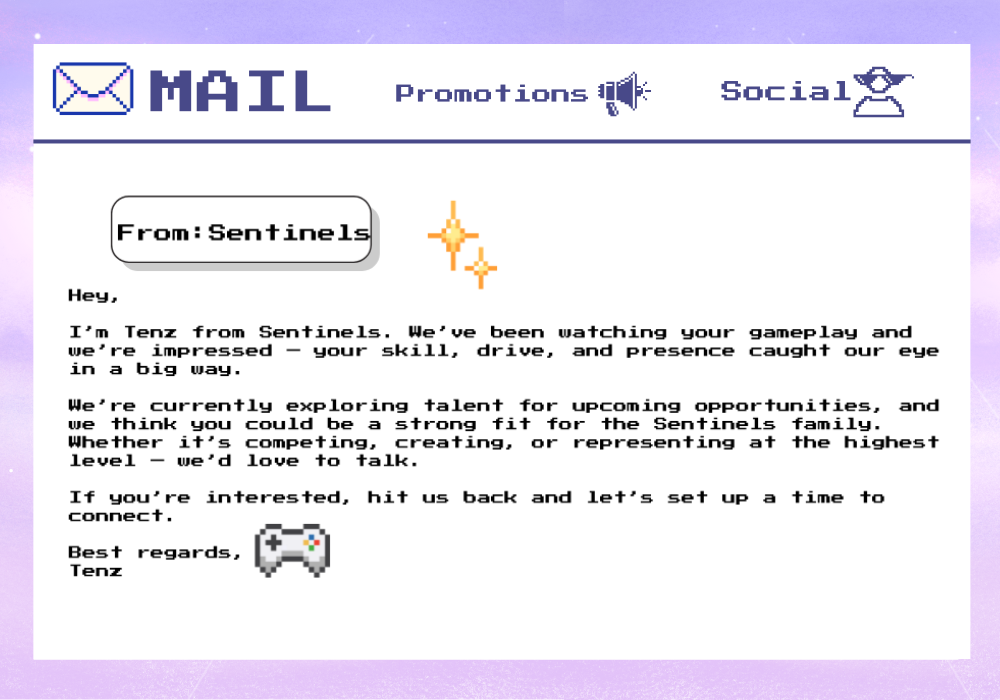 MAIL
Promotions
Social
From:Sentinels
Hey,
I'm Tenz from Sentinels. We've been watching your gameplay and
we're impressed — your skill, drive, and presence caught our eye
in a big way.
We're currently exploring talent for upcoming opportunities, and
we think you could be a strong fit for the Sentinels family.
Whether it's competing, creating, or representing at the highest
level — we'd love to talk.
If you're interested, hit us back and let's set up a time to
connect.
Best regards,
Tenz